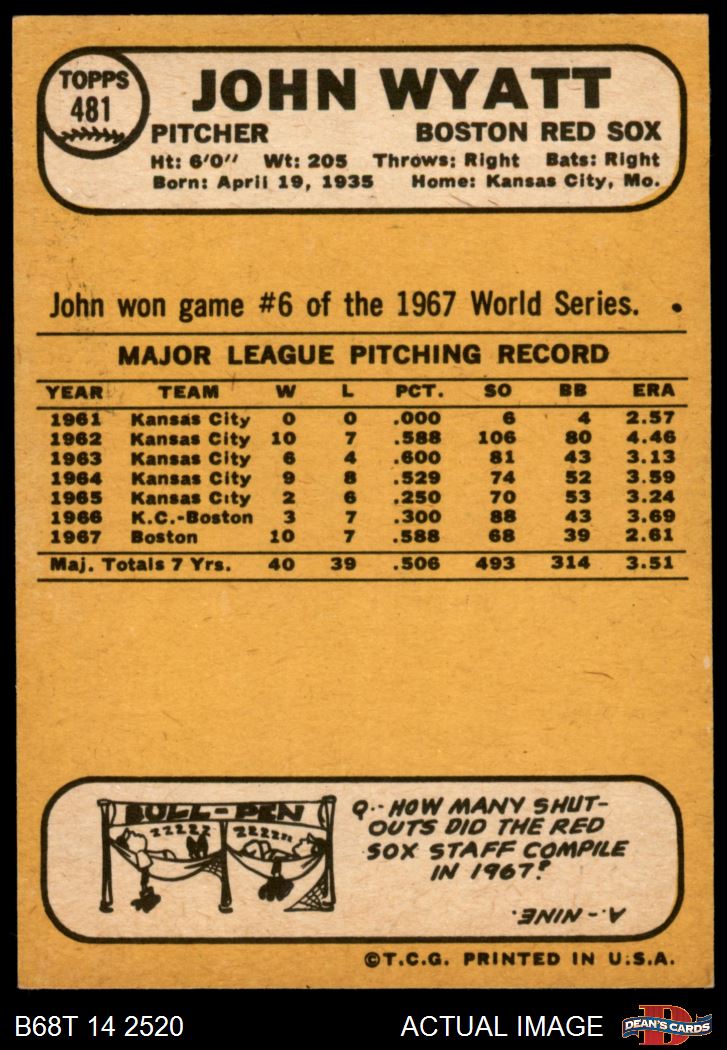 TOPPS
481
JOHN WYATT
PITCHER BOSTON RED SOX
Ht: 6'0" Wt: 205 Throws: Right Bats: Right
Born: April 19, 1935 Home: Kansas City, Mo.
John won game #6 of the 1967 World Series.
MAJOR LEAGUE PITCHING RECORD
YEAR TEAM W L PCT. SO BB ERA
1961 Kansas City 0 0 .000 6 4 2.57
1962 Kansas City 10 7 .588 106 80 4.46
1963 Kansas City 6 4 .600 81 43 3.13
1964 Kansas City 9 8 .529 74 52 3.59
1965 Kansas City 2 6 .250 70 53 3.24
1966 K.C.-Boston 3 7 .300 88 43 3.69
1967 Boston 10 7 .588 68 39 2.61
Maj. Totals 7 Yrs. 40 39 .506 493 314 3.51
BULL-PEN
ZZZZZ ZZZZZ
Q-- HOW MANY SHUT-
OUTS DID THE RED
SOX STAFF COMPILE
IN 1967?
A-- NINE.
©T.C.G. PRINTED IN U.S.A.
B68T 14 2520 ACTUAL IMAGE
D
DEAN'S CARDS